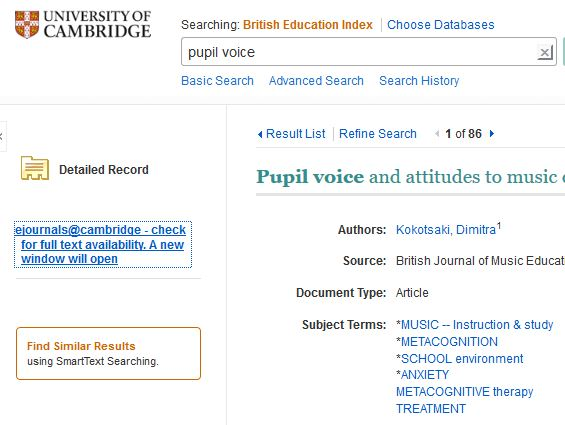 UNIVERSITY OF
CAMBRIDGE
Searching: British Education Index | Choose Databases
pupil voice
Basic Search Advanced Search Search History
Result List | Refine Search 1 of 86
Detailed Record
Pupil voice and attitudes to music
ejournals@cambridge - check
for full text availability. A new
window will open
Authors: Kokotsaki, Dimitra1
Source: British Journal of Music Educat
Document Type: Article
Subject Terms: *MUSIC -- Instruction & study
*METACOGNITION
*SCHOOL environment
*ANXIETY
METACOGNITIVE therapy
TREATMENT
Find Similar Results
using SmartText Searching.